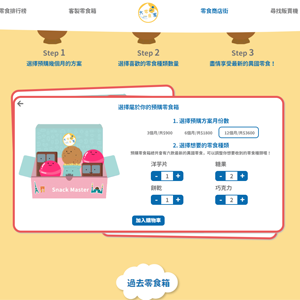 零食排行榜 客製零食箱 零食商店街 尋找販賣機
Step 1 Step 2 Step 3
選擇預購幾個月的方案 選擇喜歡的零食種類數量 盡情享受最新的異國零食！
選擇屬於你的預購零食箱
1. 選擇預購方案月份數
3個月/$900 6個月/$1800 12個月/$3600
2. 選擇想要的零食種類
洋芋片 糖果
- 1 + - 2 +
餅乾 巧克力
- 1 + - 2 +
Snack Master
加入購物車
過去零食箱